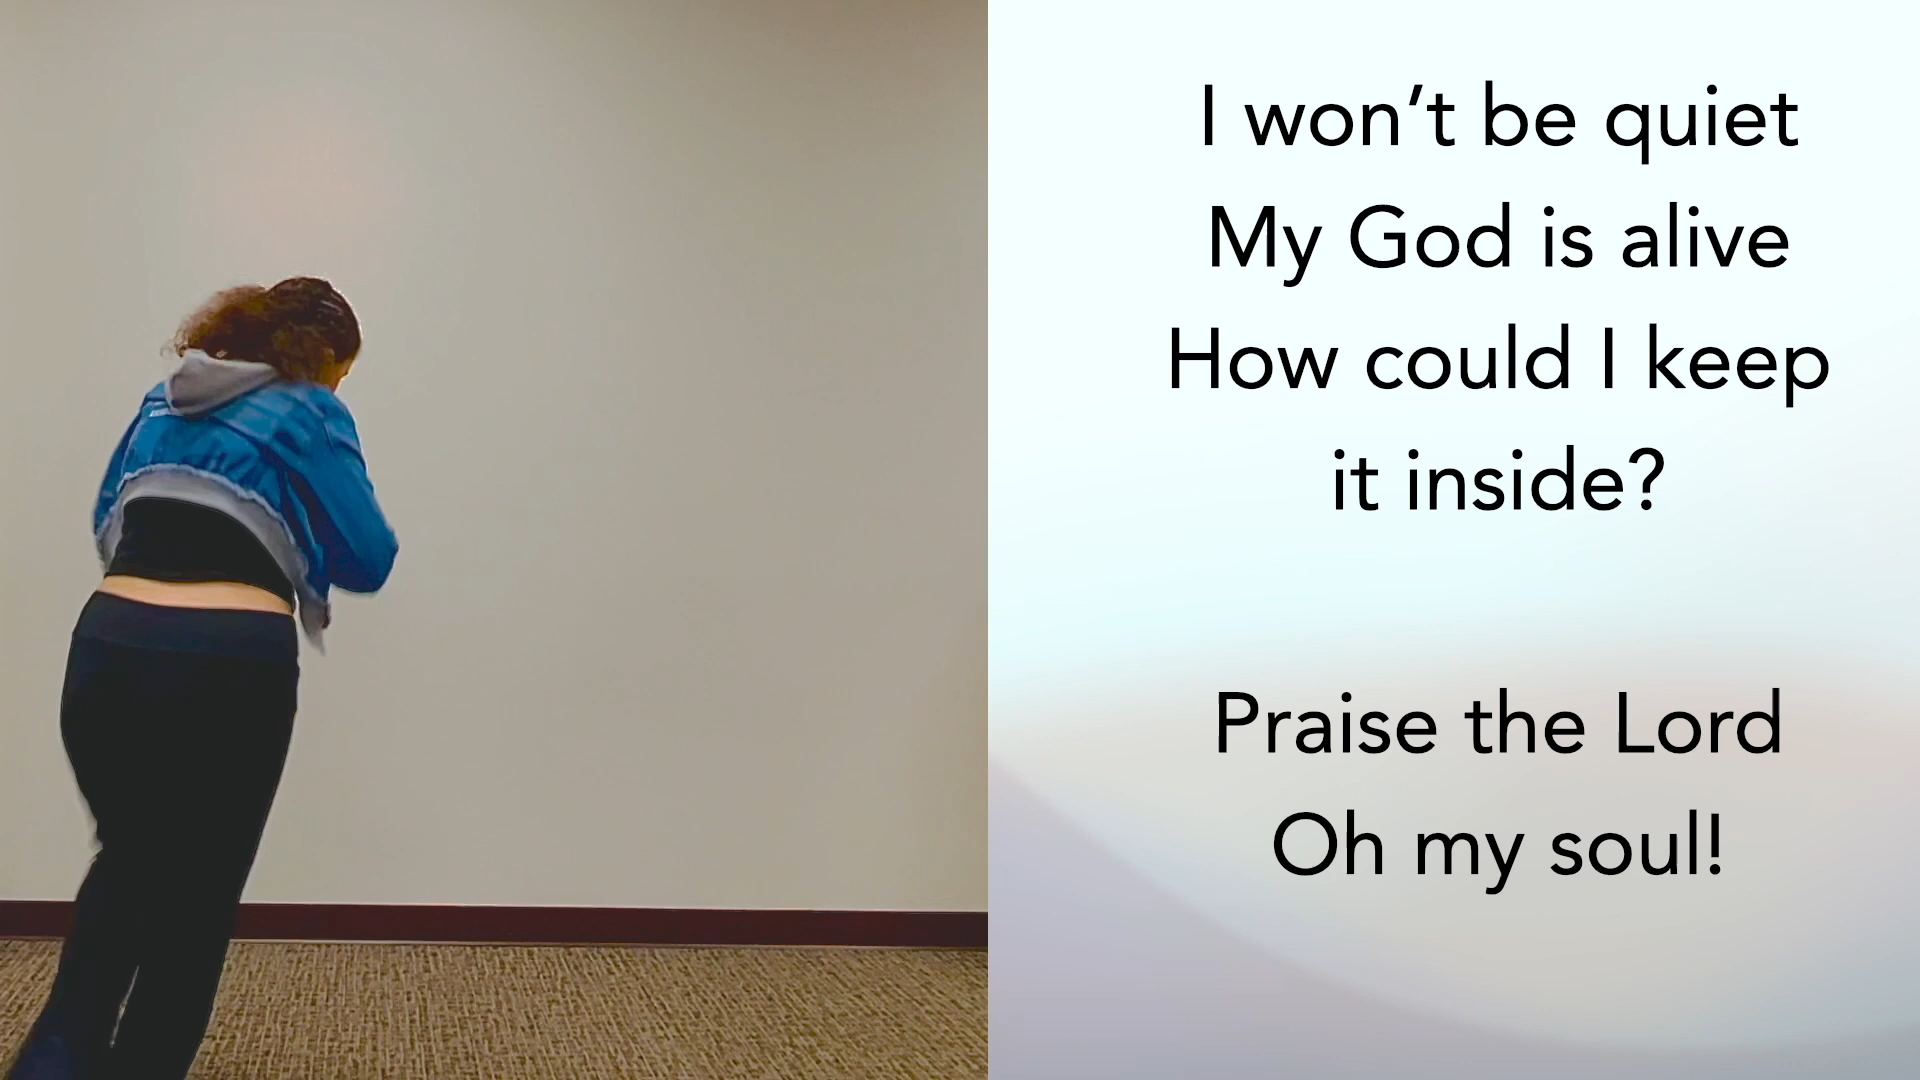 I won’t be quiet
My God is alive
How could I keep
it inside?
Praise the Lord
Oh my soul!